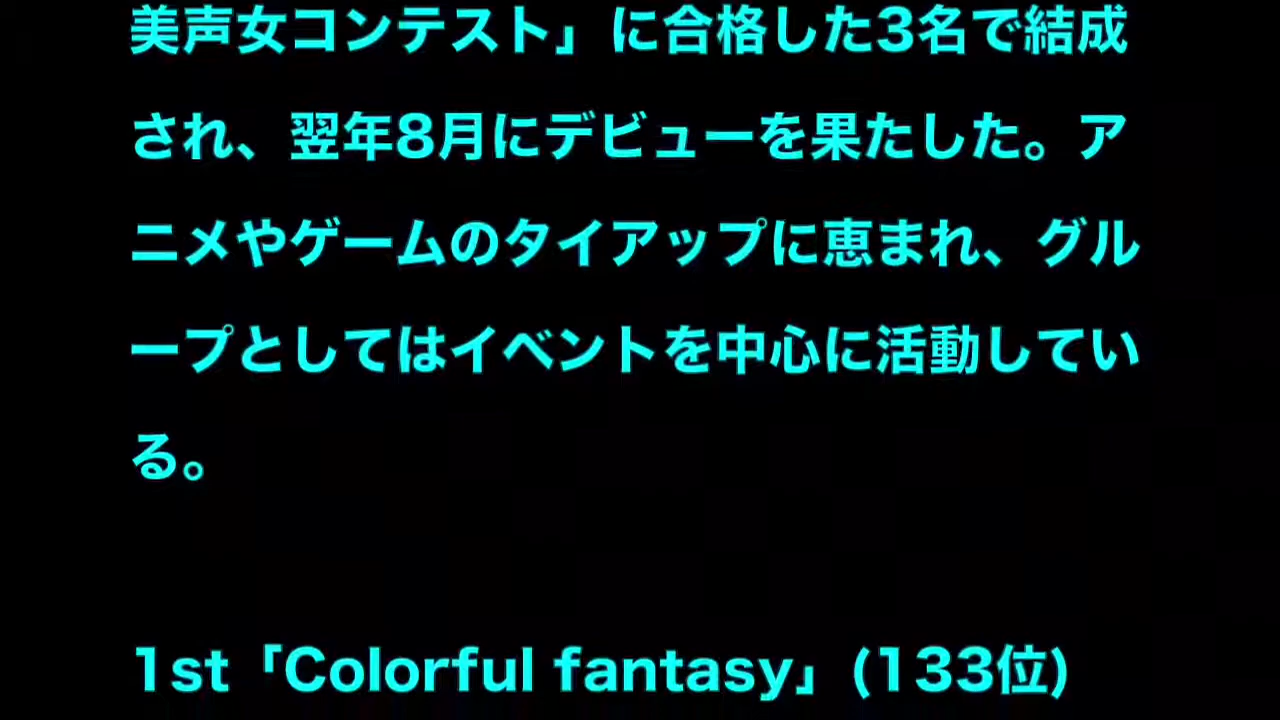 美声女コンテスト」に合格した3名で結成
され、翌年8月にデビューを果たした。ア
ニメやゲームのタイアップに恵まれ、グル
ープとしてはイベントを中心に活動してい
る。
1st「Colorful fantasy」(133位)